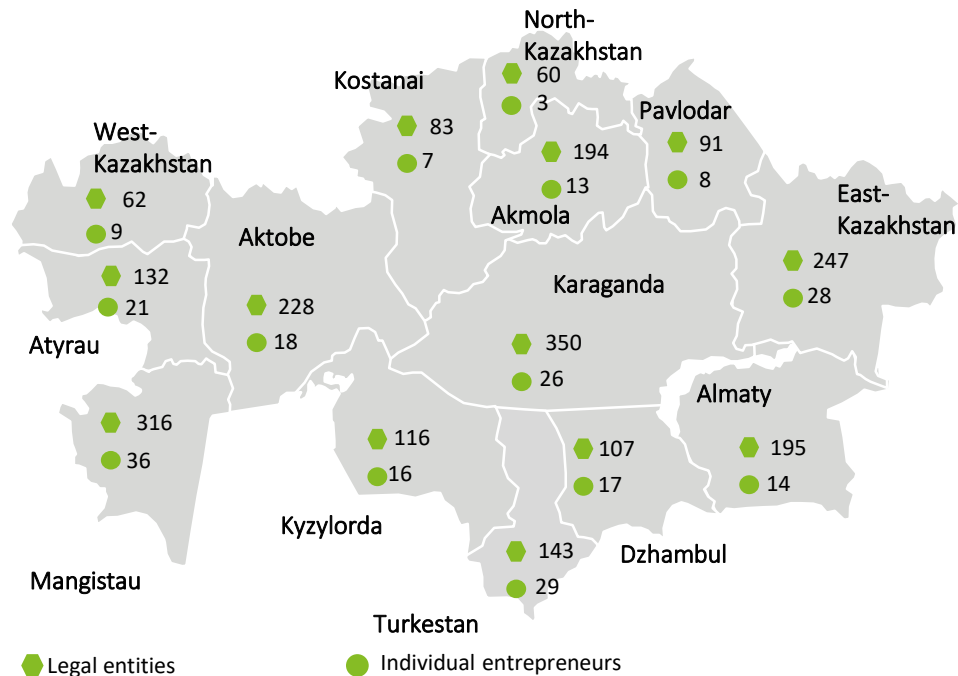 North-
Kazakhstan
60
3
Kostanai
83
7
Pavlodar
91
8
West-
Kazakhstan
62
9
194
13
Akmola
East-
Kazakhstan
247
28
Aktobe
228
18
132
21
Atyrau
Karaganda
350
26
Almaty
195
14
316
36
Mangistau
116
16
Kyzylorda
107
17
Dzhambul
143
29
Turkestan
Legal entities
Individual entrepreneurs